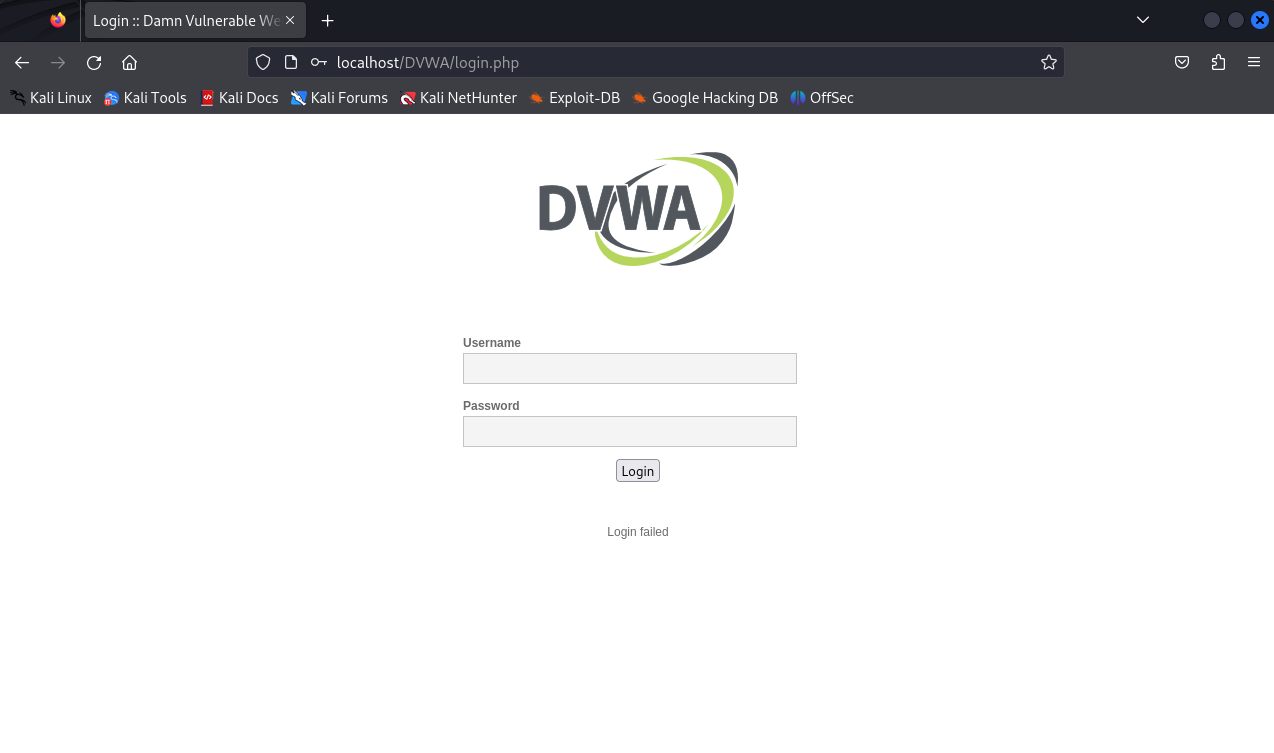 Login :: Damn Vulnerable We
localhost/DVWA/login.php
Kali Linux Kali Tools Kali Docs Kali Forums Kali NetHunter Exploit-DB Google Hacking DB OffSec
DVWA
Username
Password
Login
Login failed